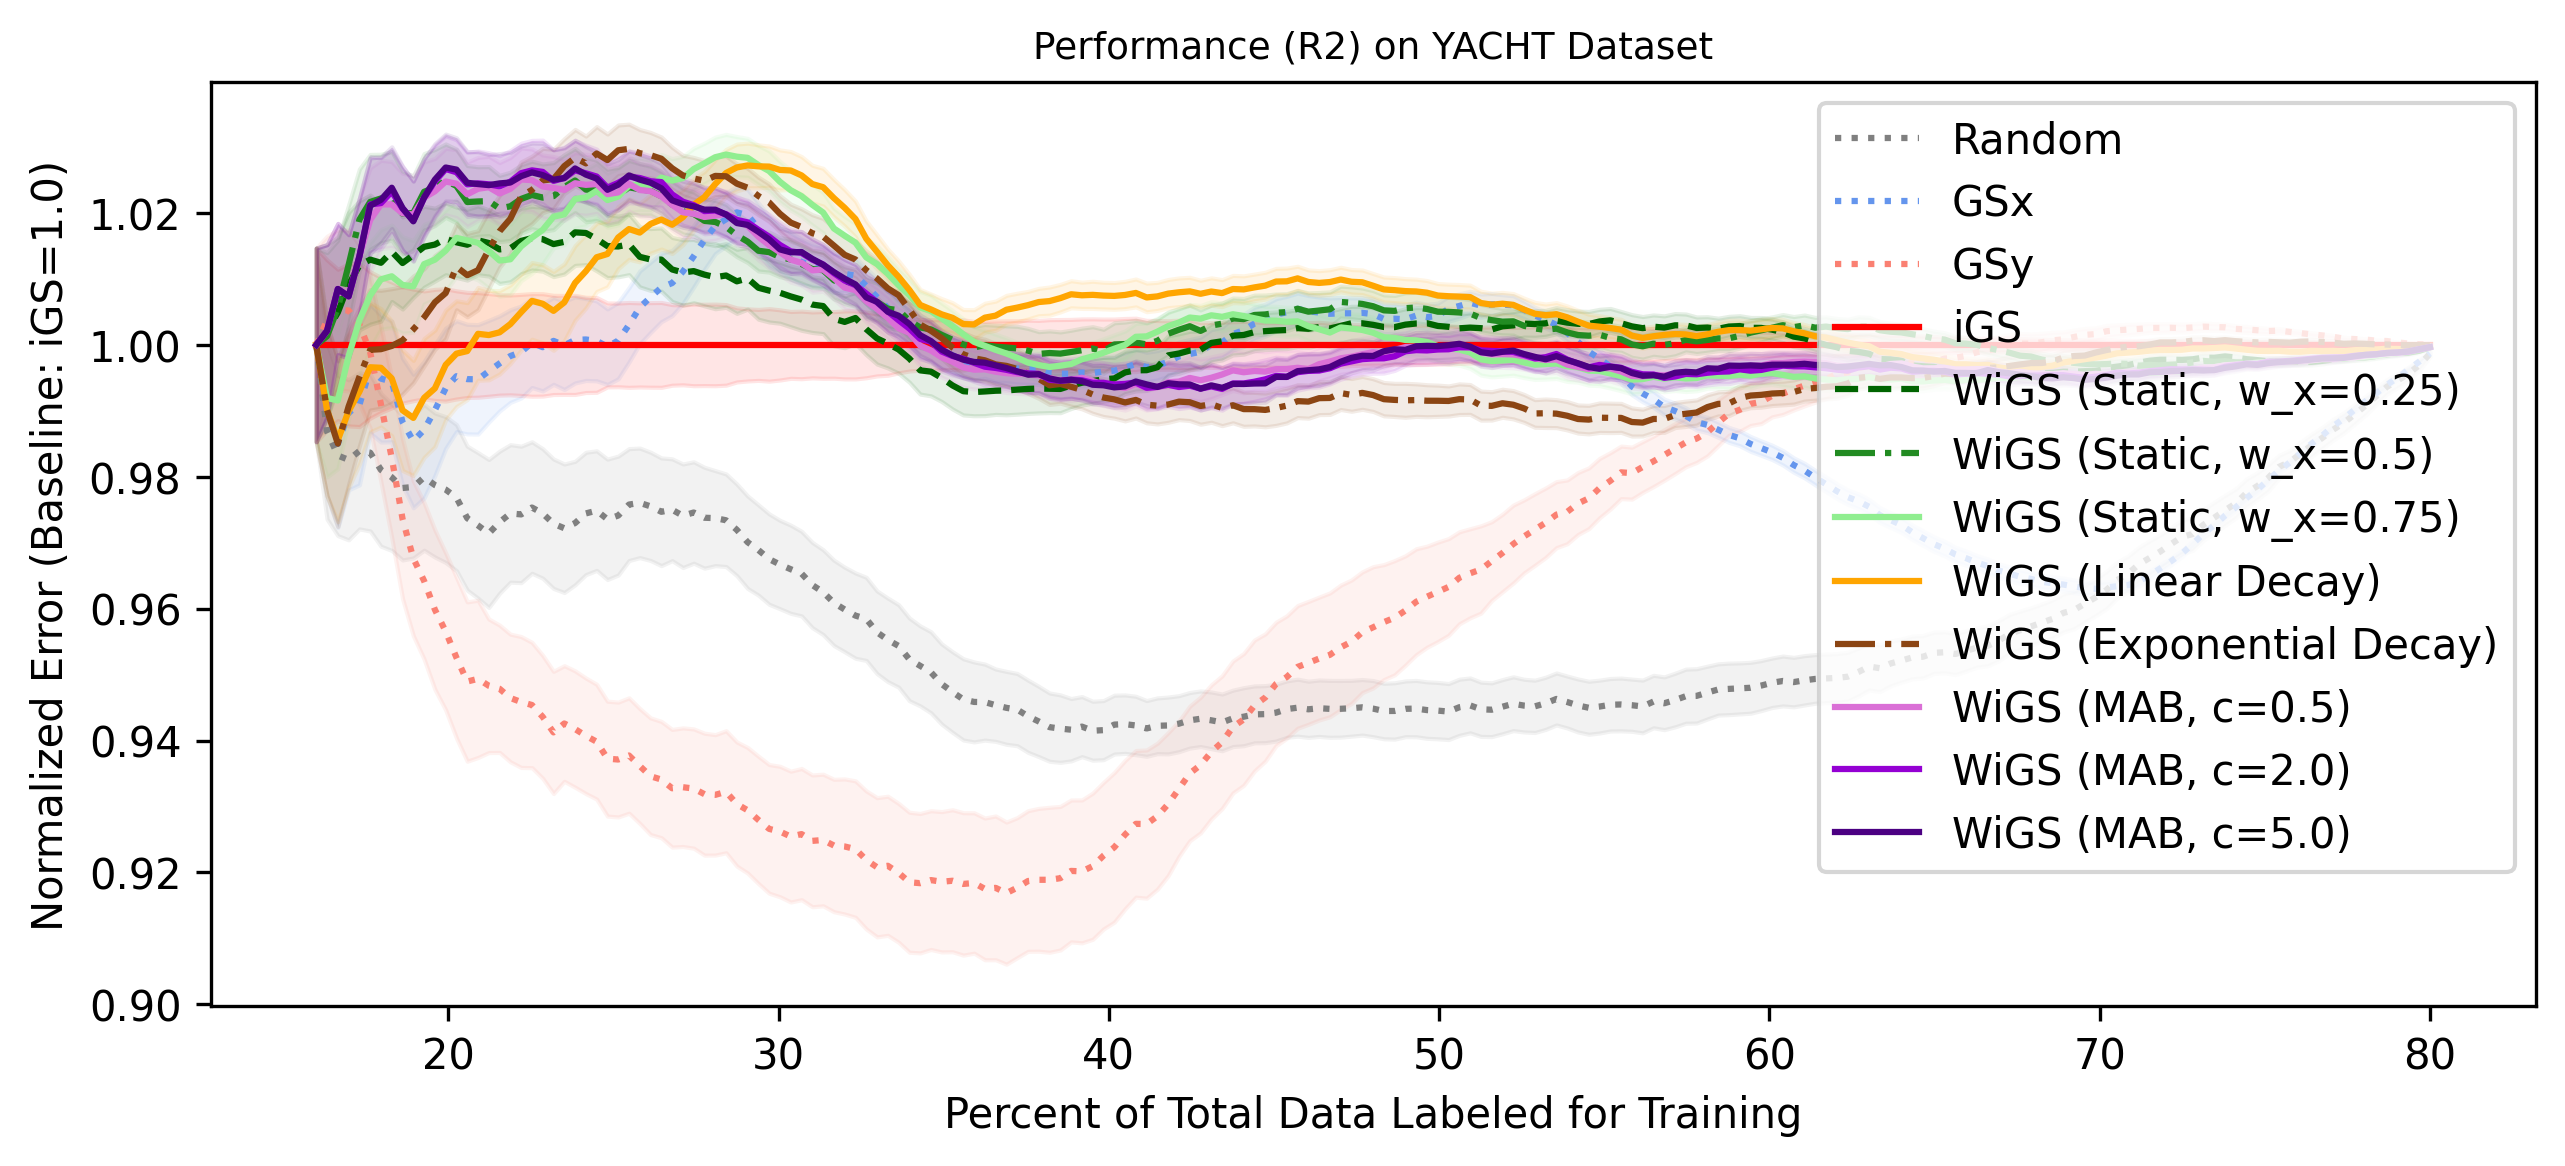 Performance (R2) on YACHT Dataset
Normalized Error (Baseline: iGS=1.0)
1.02
1.00
0.98
0.96
0.94
0.92
0.90
Random
GSx
GSy
iGS
WiGS (Static, w_x=0.25)
WiGS (Static, w_x=0.5)
WiGS (Static, w_x=0.75)
WiGS (Linear Decay)
WiGS (Exponential Decay)
WiGS (MAB, c=0.5)
WiGS (MAB, c=2.0)
WiGS (MAB, c=5.0)
20 30 40 50 60 70 80
Percent of Total Data Labeled for Training